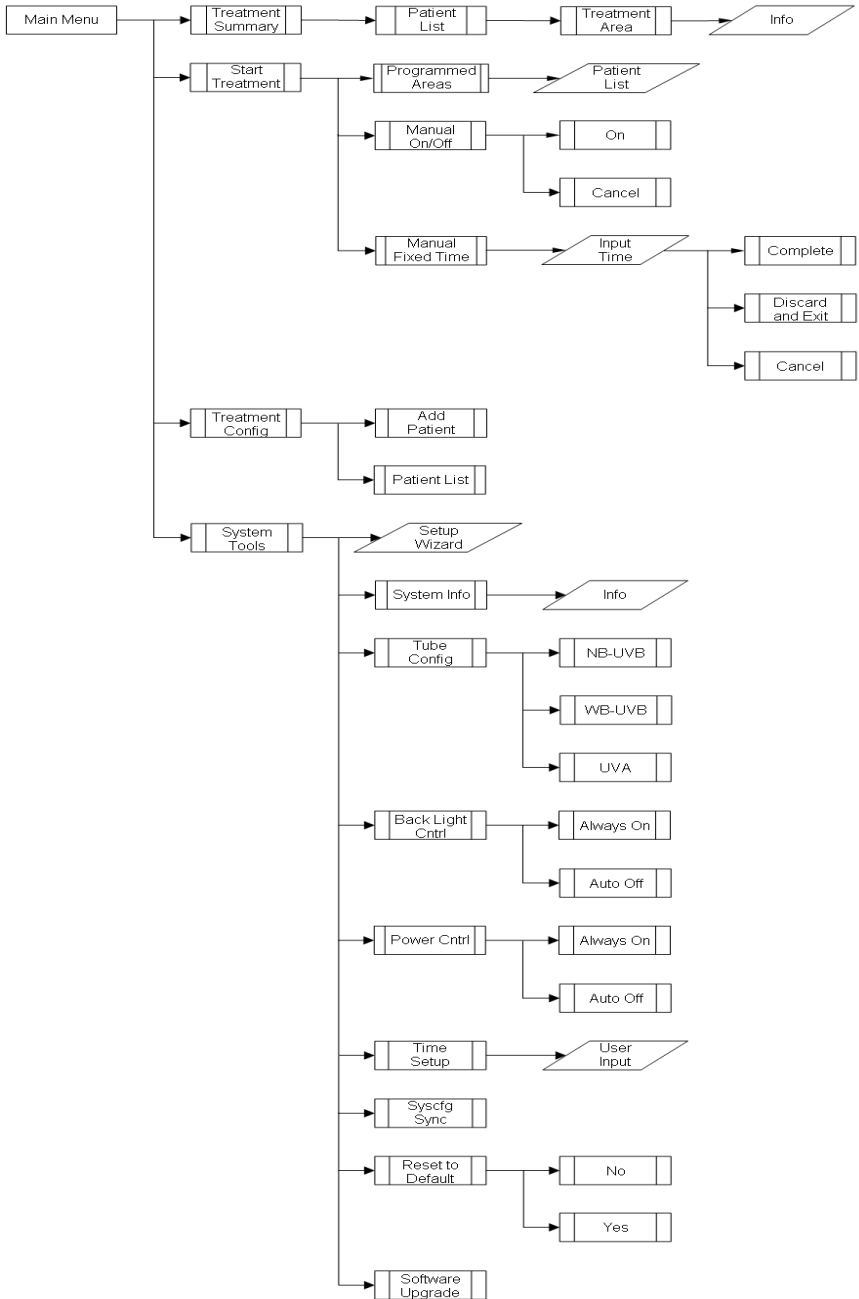 Main Menu
Treatment
Summary
Patient
List
Treatment
Area
Info
Start
Treatment
Programmed
Areas
Patient
List
Manual
On/Off
On
Cancel
Manual
Fixed Time
Input
Time
Complete
Discard
and Exit
Cancel
Treatment
Config
Add
Patient
Patient List
System
Tools
Setup
Wizard
System Info
Info
Tube
Config
NB-UVB
WB-UVB
UVA
Back Light
Cntrl
Always On
Auto Off
Power Cntrl
Always On
Auto Off
Time
Setup
User
Input
Syscfg
Sync
Reset to
Default
No
Yes
Software
Upgrade